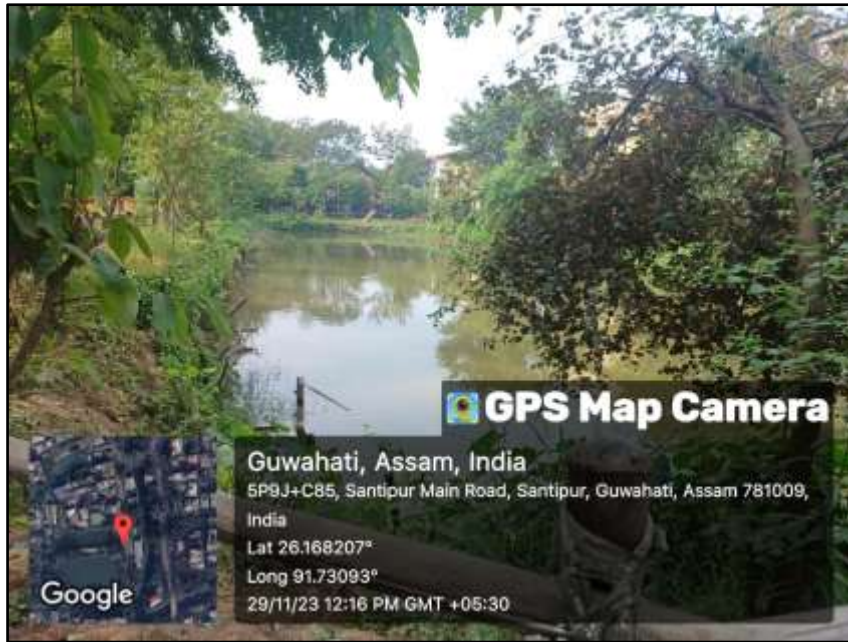 GPS Map Camera
Guwahati, Assam, India
5P9J+C85, Santipur Main Road, Santipur, Guwahati, Assam 781009,
India
Lat 26.168207°
Long 91.73093°
29/11/23 12:16 PM GMT +05:30
Google